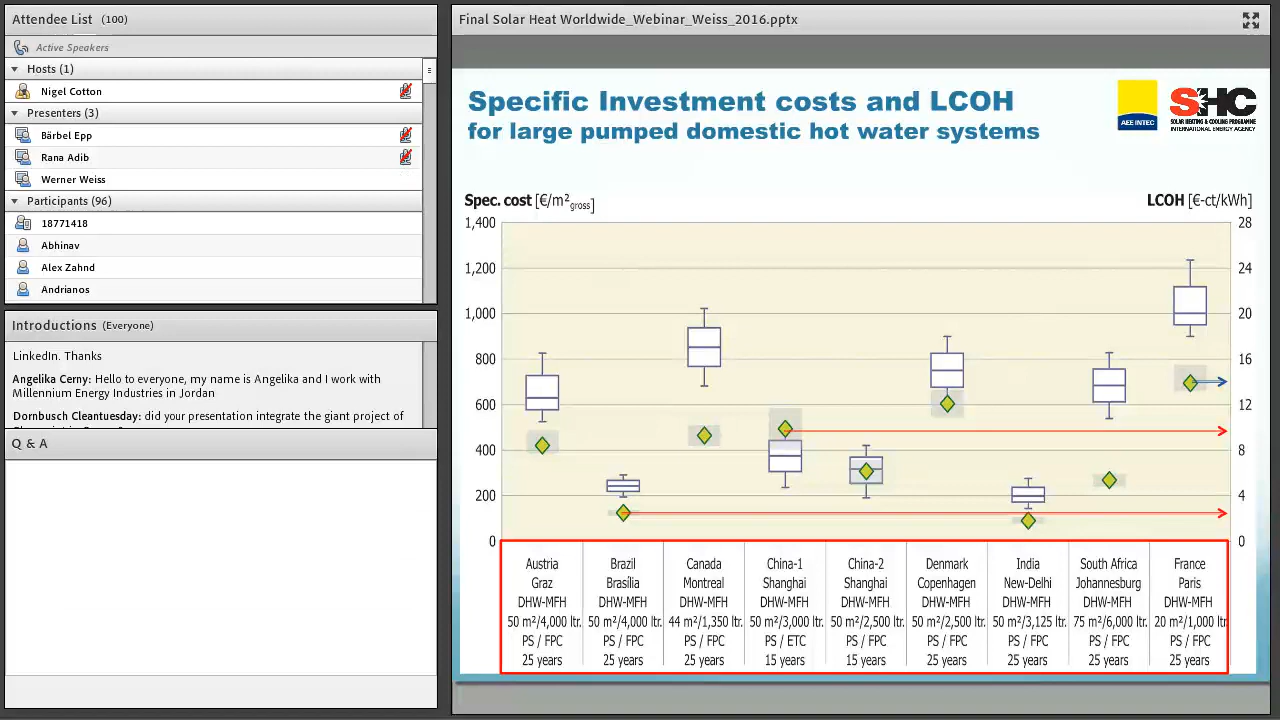 Attendee List (100)
Active Speakers
Hosts (1)
Nigel Cotton
Presenters (3)
Bärbel Epp
Rana Adib
Werner Weiss
Participants (96)
18771418
Abhinav
Alex Zahnd
Andrianos
Introductions (Everyone)
LinkedIn. Thanks
Angelika Cerny: Hello to everyone, my name is Angelika and I work with
Millennium Energy Industries in Jordan
Dornbusch Cleantuesday: did your presentation integrate the giant project of
Q & A
Final Solar Heat Worldwide_Webinar_Weiss_2016.pptx
Specific Investment costs and LCOH
for large pumped domestic hot water systems
AEE INTEC
SHC
SOLAR HEATING & COOLING PROGRAMME
INTERNATIONAL ENERGY AGENCY
Spec. cost [€/m²gross]
LCOH [€-ct/kWh]
1,400 28
1,200 24
1,000 20
800 16
600 12
400 8
200 4
0 0
Austria Brazil Canada China-1 China-2 Denmark India South Africa France
Graz Brasília Montreal Shanghai Shanghai Copenhagen New-Delhi Johannesburg Paris
DHW-MFH DHW-MFH DHW-MFH DHW-MFH DHW-MFH DHW-MFH DHW-MFH DHW-MFH DHW-MFH
50 m²/4,000 ltr. 50 m²/4,000 ltr. 44 m²/1,350 ltr. 50 m²/3,000 ltr. 50 m²/2,500 ltr. 50 m²/2,500 ltr. 50 m²/3,125 ltr. 75 m²/6,000 ltr. 20 m²/1,000 ltr.
PS / FPC PS / FPC PS / FPC PS / ETC PS / FPC PS / FPC PS / FPC PS / FPC PS / FPC
25 years 25 years 25 years 15 years 15 years 25 years 25 years 25 years 25 years